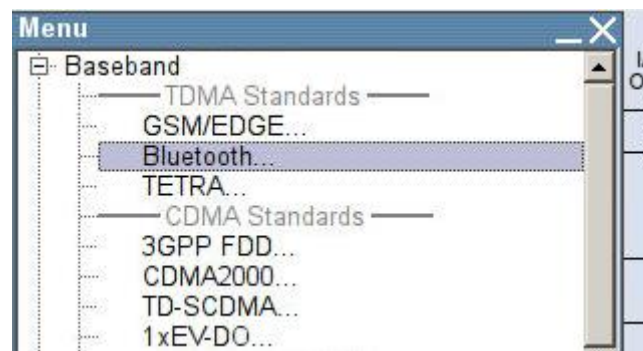 Menu
Baseband
TDMA Standards
GSM/EDGE...
Bluetooth...
TETRA...
CDMA Standards
3GPP FDD...
CDMA2000...
TD-SCDMA...
1xEV-DO...